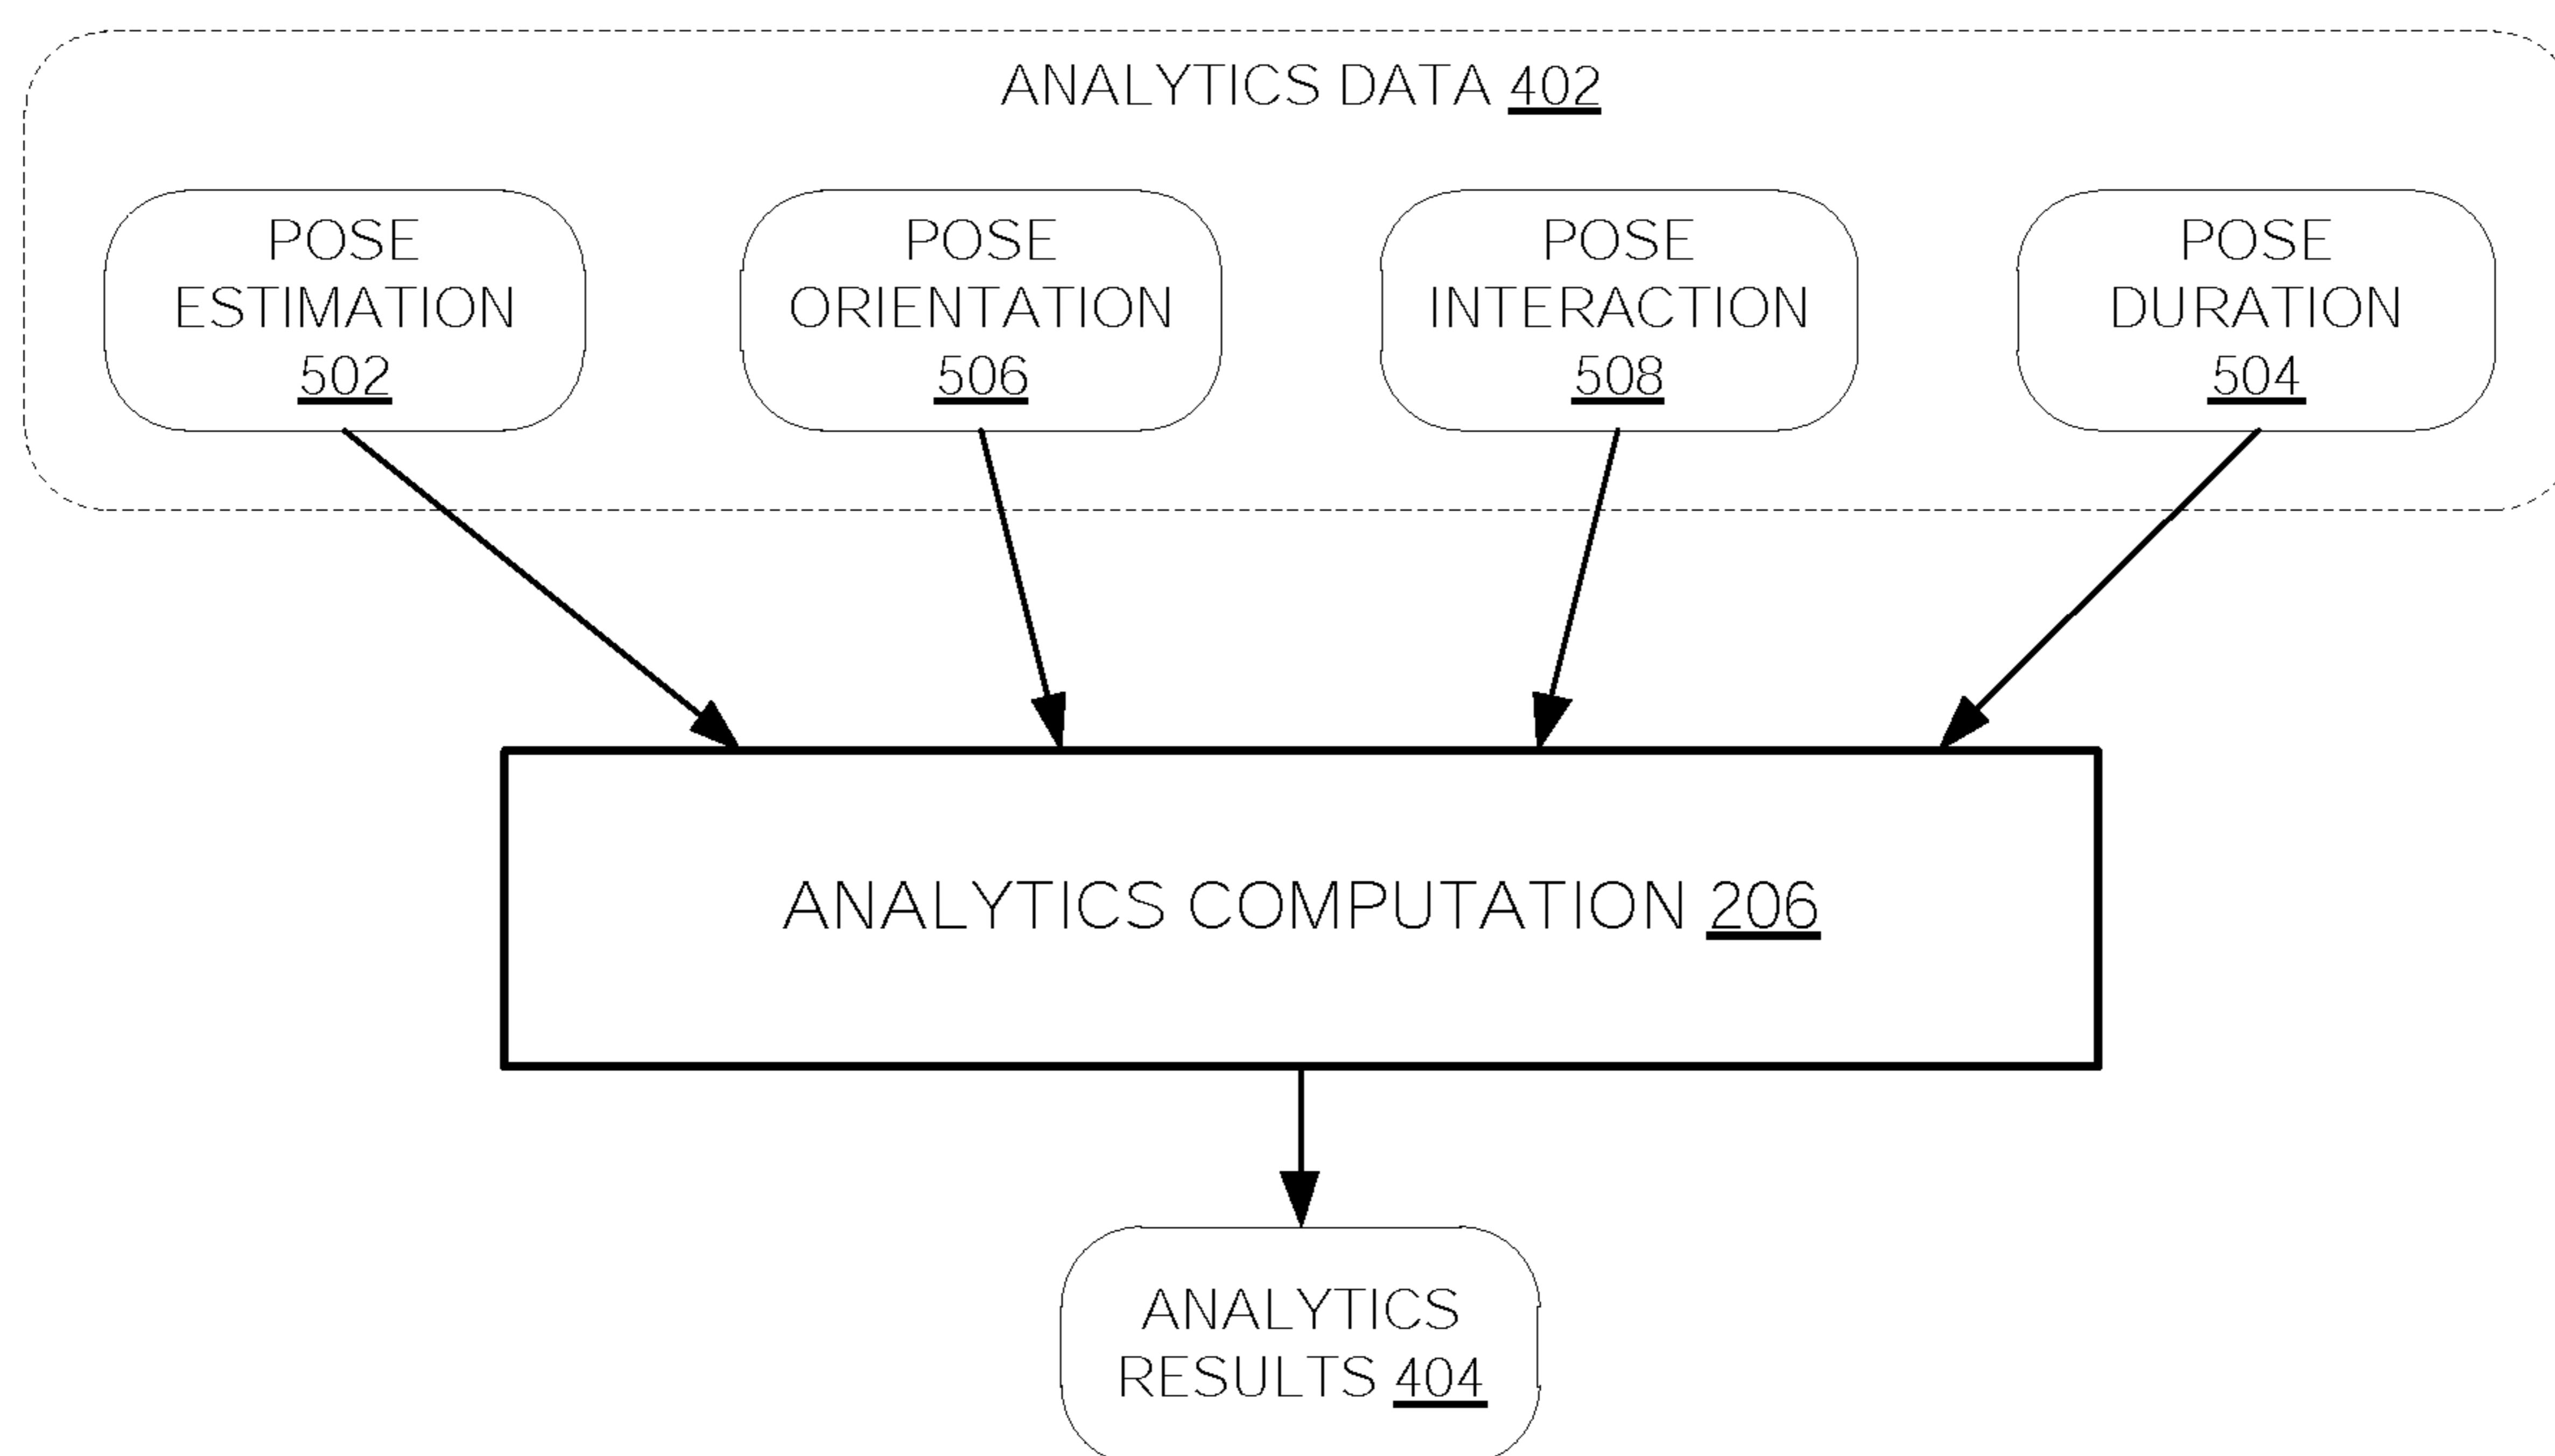 ANALYTICS DATA 402
POSE
ESTIMATION
502
POSE
ORIENTATION
506
POSE
INTERACTION
508
POSE
DURATION
504
ANALYTICS COMPUTATION 206
ANALYTICS
RESULTS 404